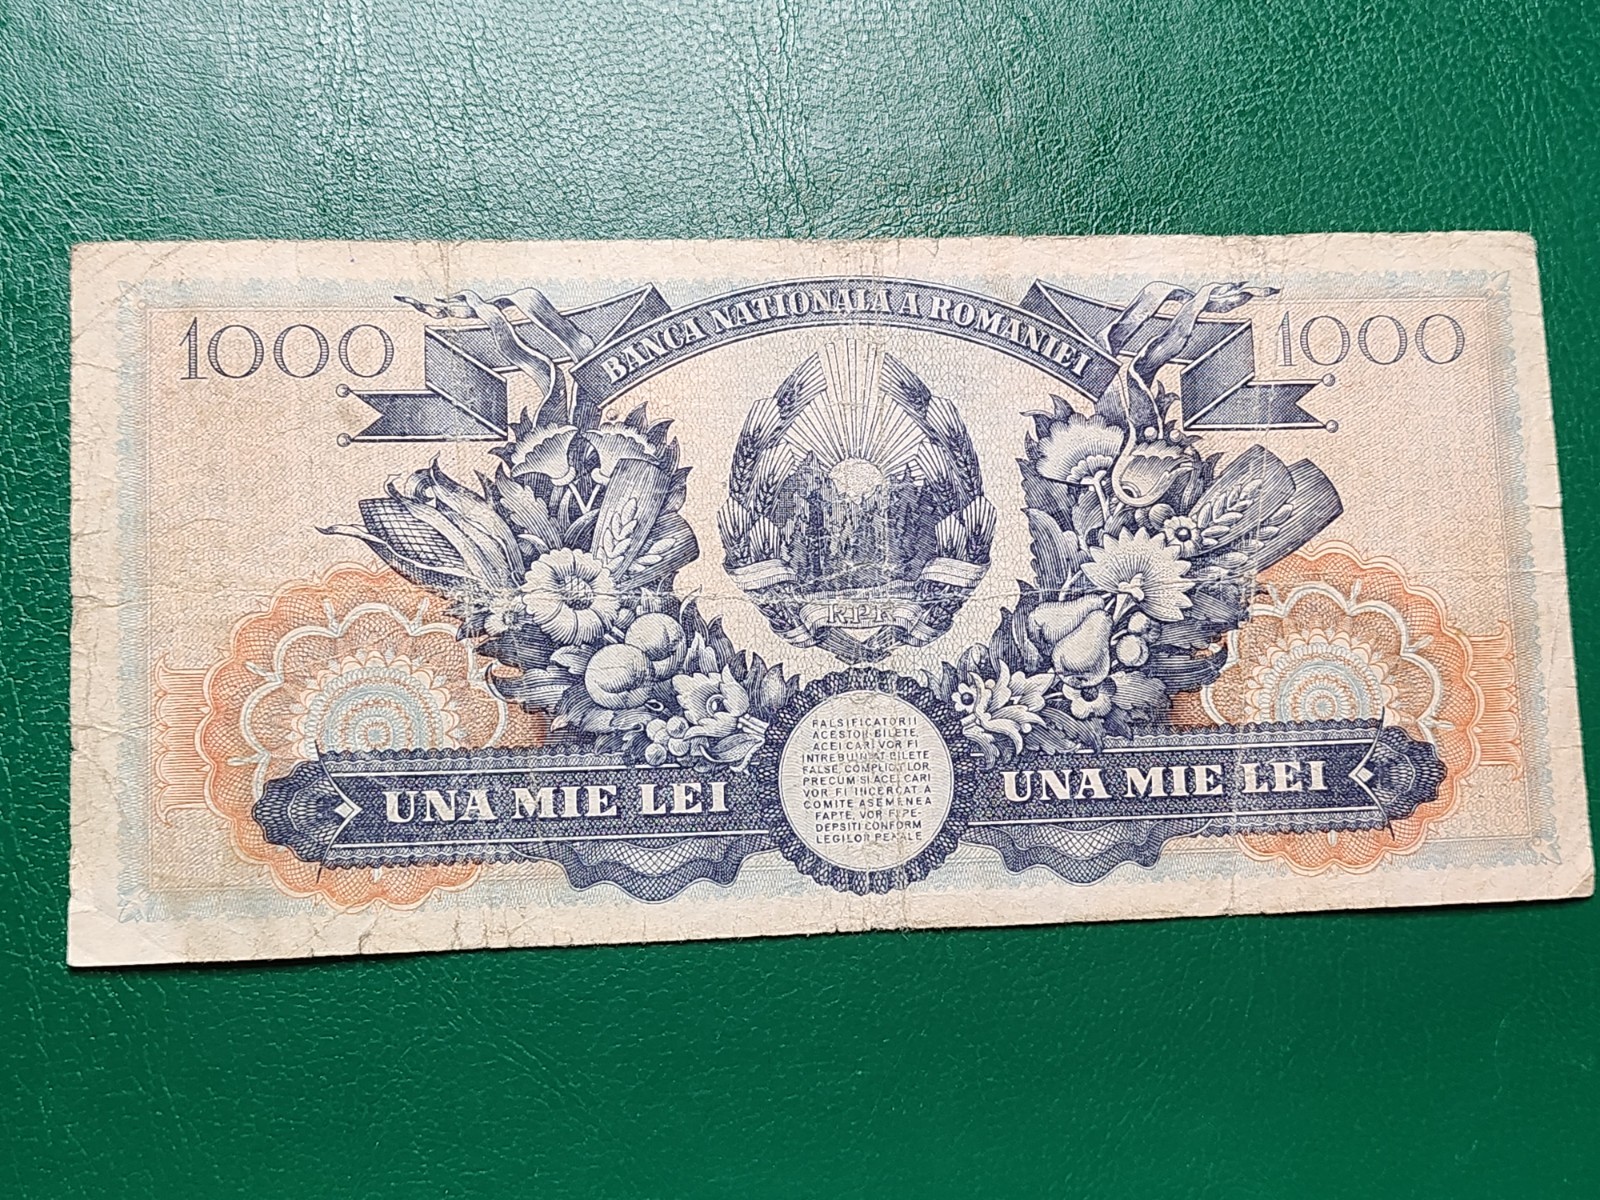 BANCA NATIONALA A ROMANIEI
1000
1000
R.P.R.
FALSIFICATORII
ACESTOR BILETE,
ACEI CARI VOR FI
INTREBUINTAT BILETE
FALSE, COMPLICII LOR,
PRECUM SI ACEI, CARI
VOR FI INCERCAT A
COMITE ASEMENEA
FAPTE, VOR FI PE-
DEPSITI CONFORM
LEGILOR PENALE
UNA MIE LEI
UNA MIE LEI